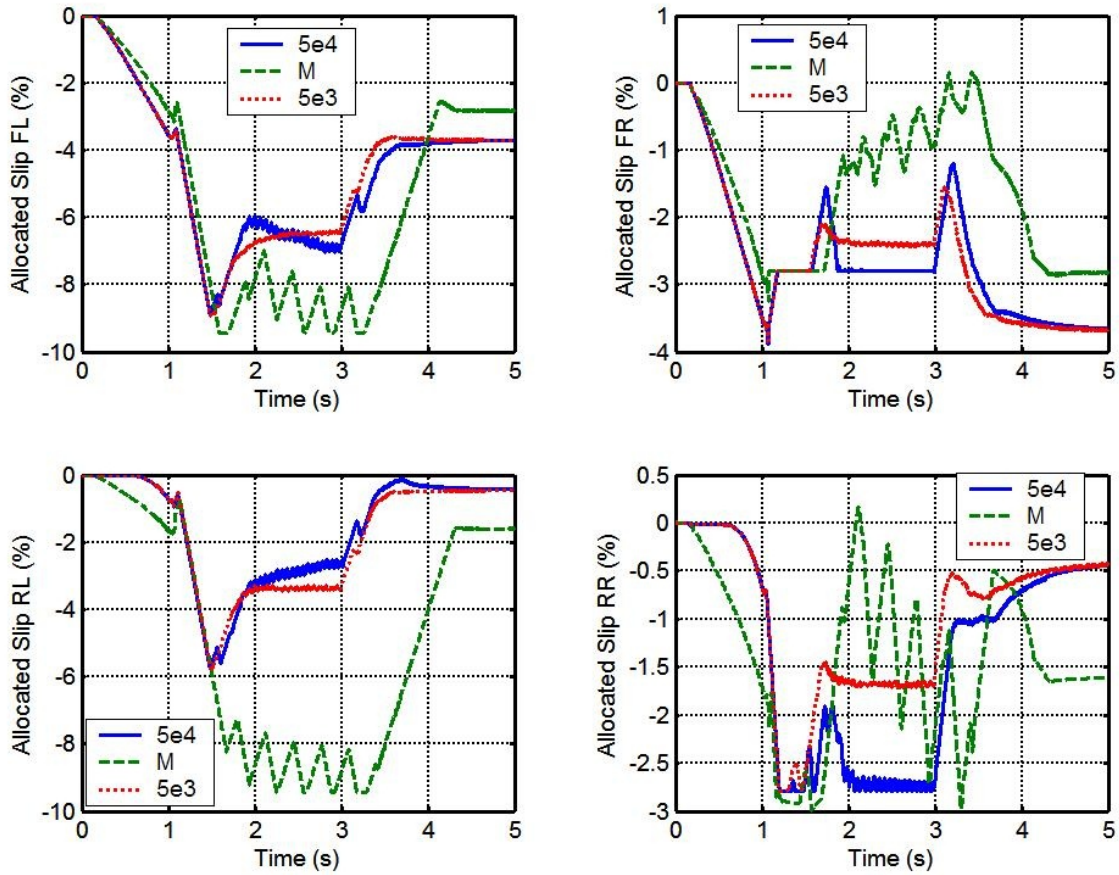 0
-2
-4
-6
-8
-10
0 1 2 3 4 5
Time (s)
Allocated Slip FL (%)
5e4
M
5e3
1
0
-1
-2
-3
-4
0 1 2 3 4 5
Time (s)
Allocated Slip FR (%)
5e4
M
5e3
0
-2
-4
-6
-8
-10
0 1 2 3 4 5
Time (s)
Allocated Slip RL (%)
5e4
M
5e3
0.5
0
-0.5
-1
-1.5
-2
-2.5
-3
0 1 2 3 4 5
Time (s)
Allocated Slip RR (%)
5e4
M
5e3